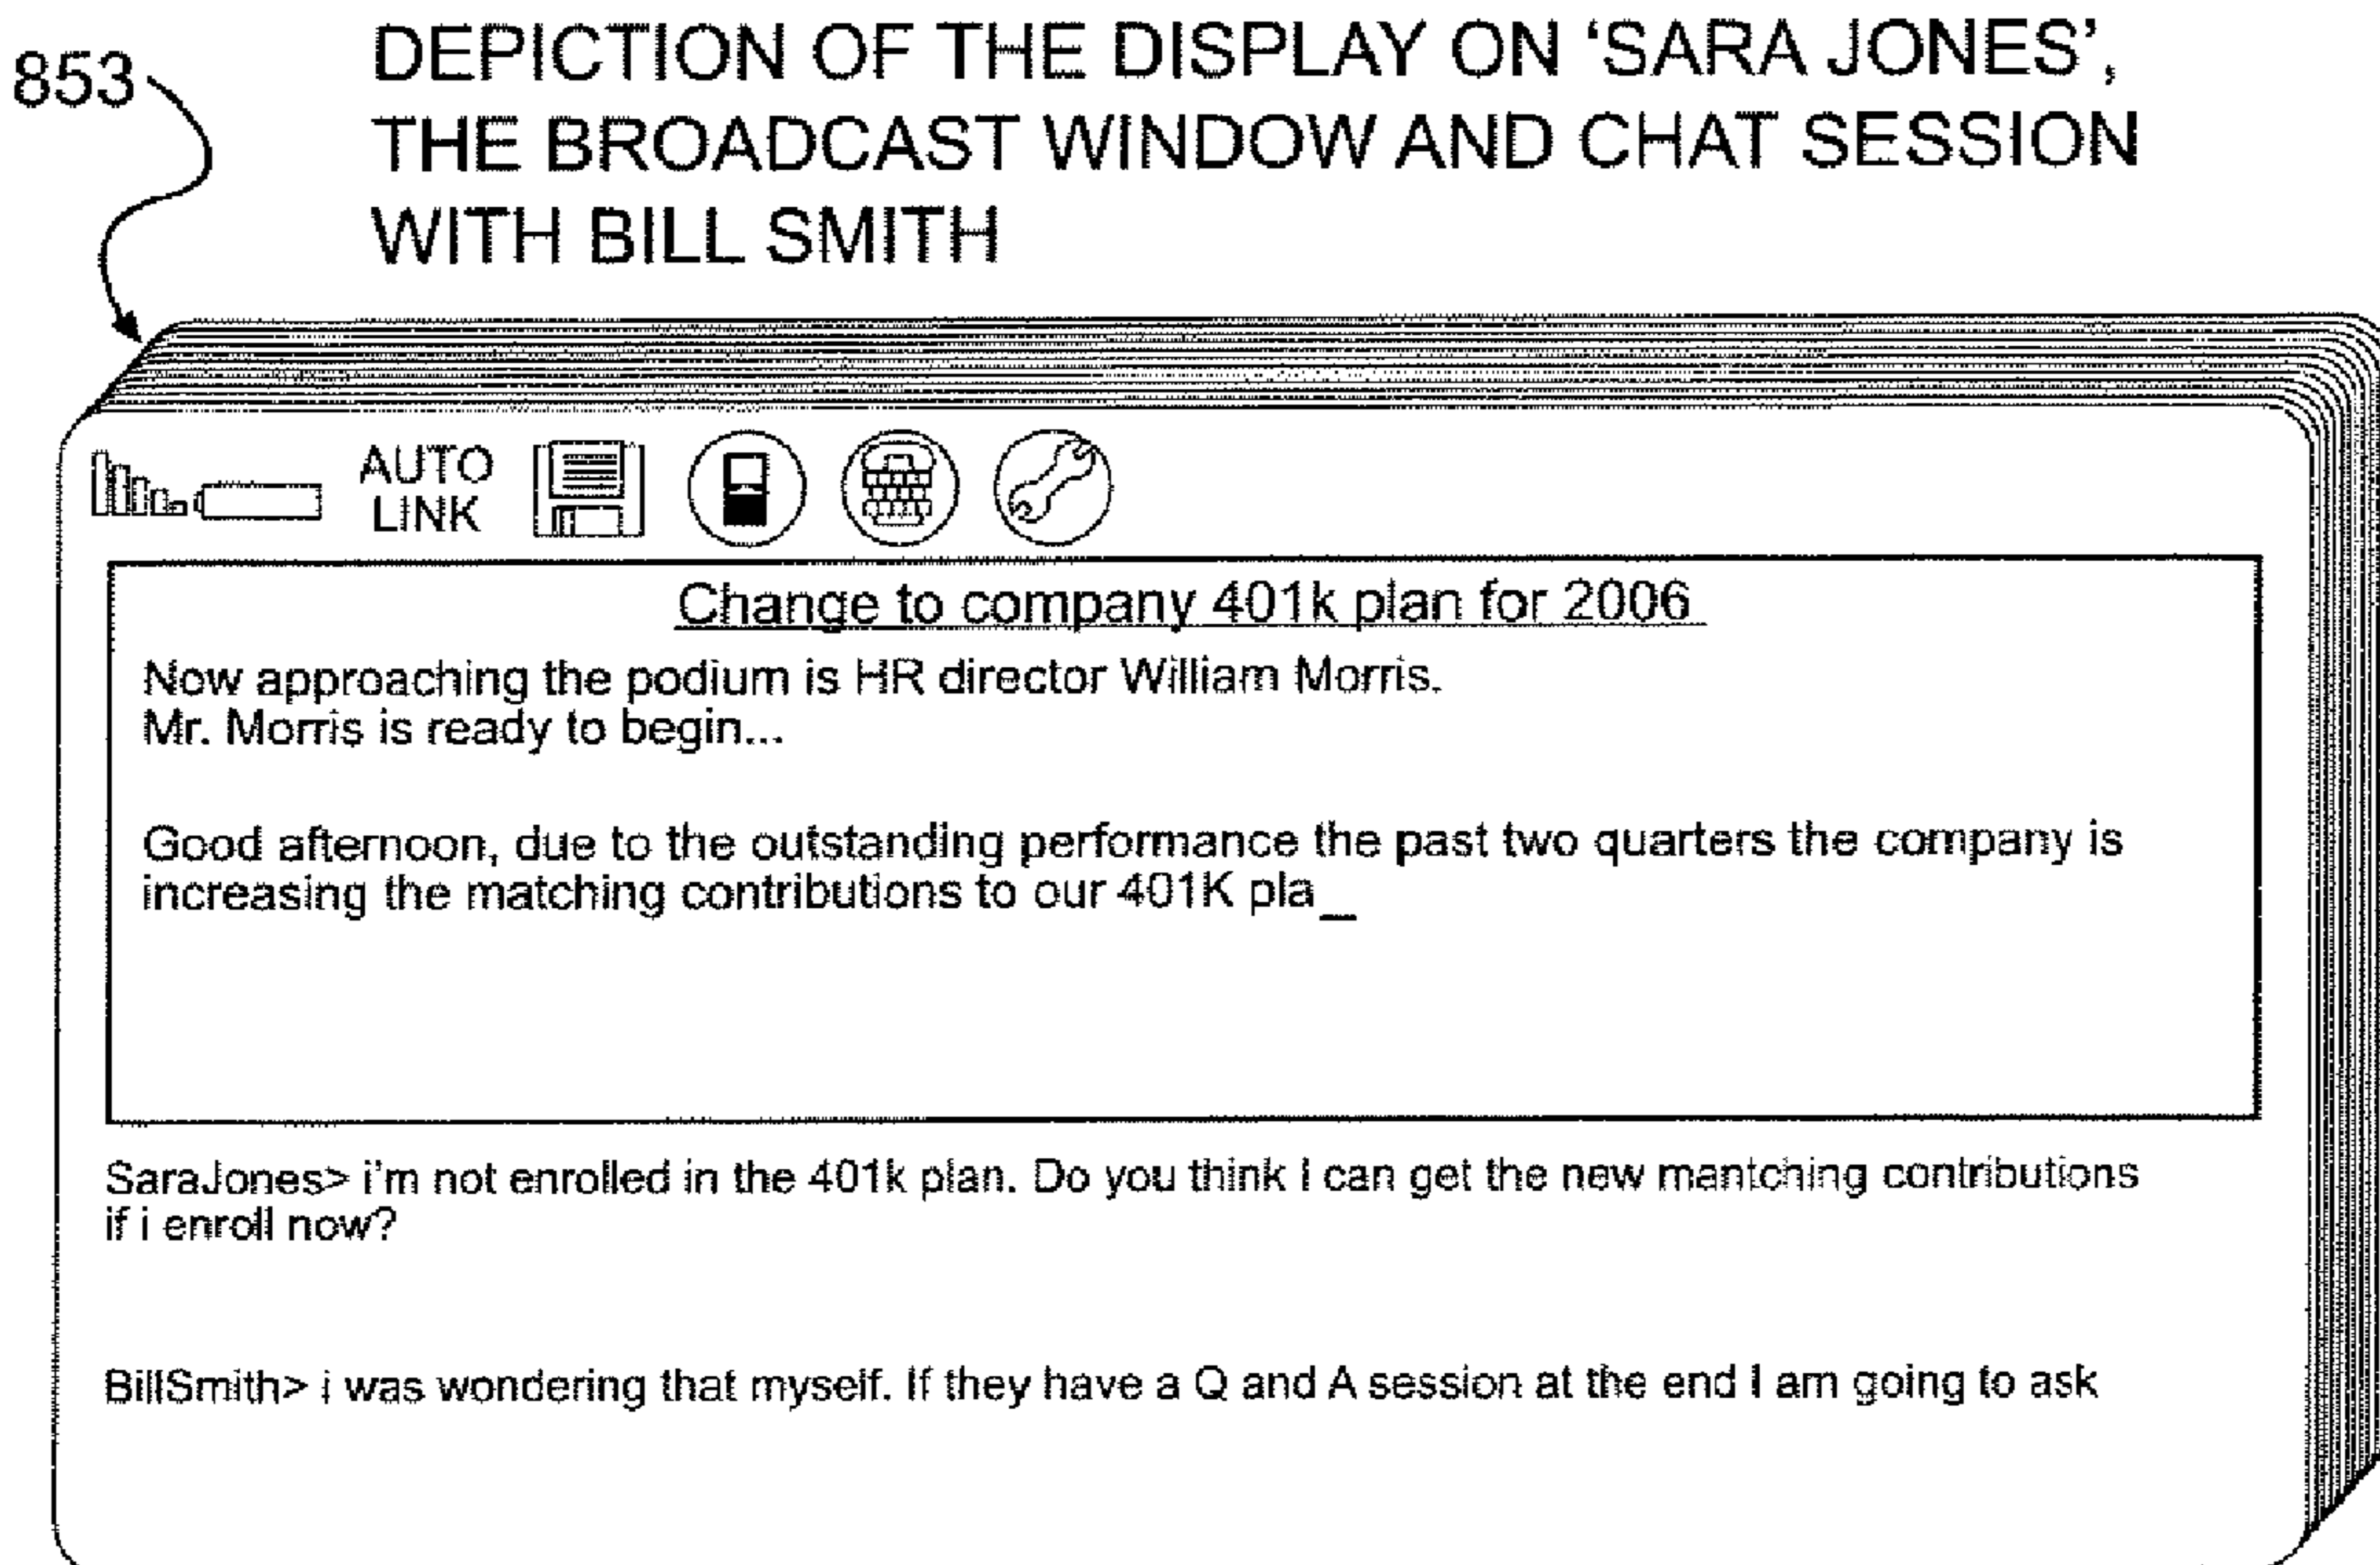 853
DEPICTION OF THE DISPLAY ON ‘SARA JONES’,
THE BROADCAST WINDOW AND CHAT SESSION
WITH BILL SMITH
AUTO
LINK
Change to company 401k plan for 2006
Now approaching the podium is HR director William Morris.
Mr. Morris is ready to begin...
Good afternoon, due to the outstanding performance the past two quarters the company is
increasing the matching contributions to our 401K pla_
SaraJones> i'm not enrolled in the 401k plan. Do you think I can get the new mantching contributions
if i enroll now?
BillSmith> i was wondering that myself. If they have a Q and A session at the end I am going to ask